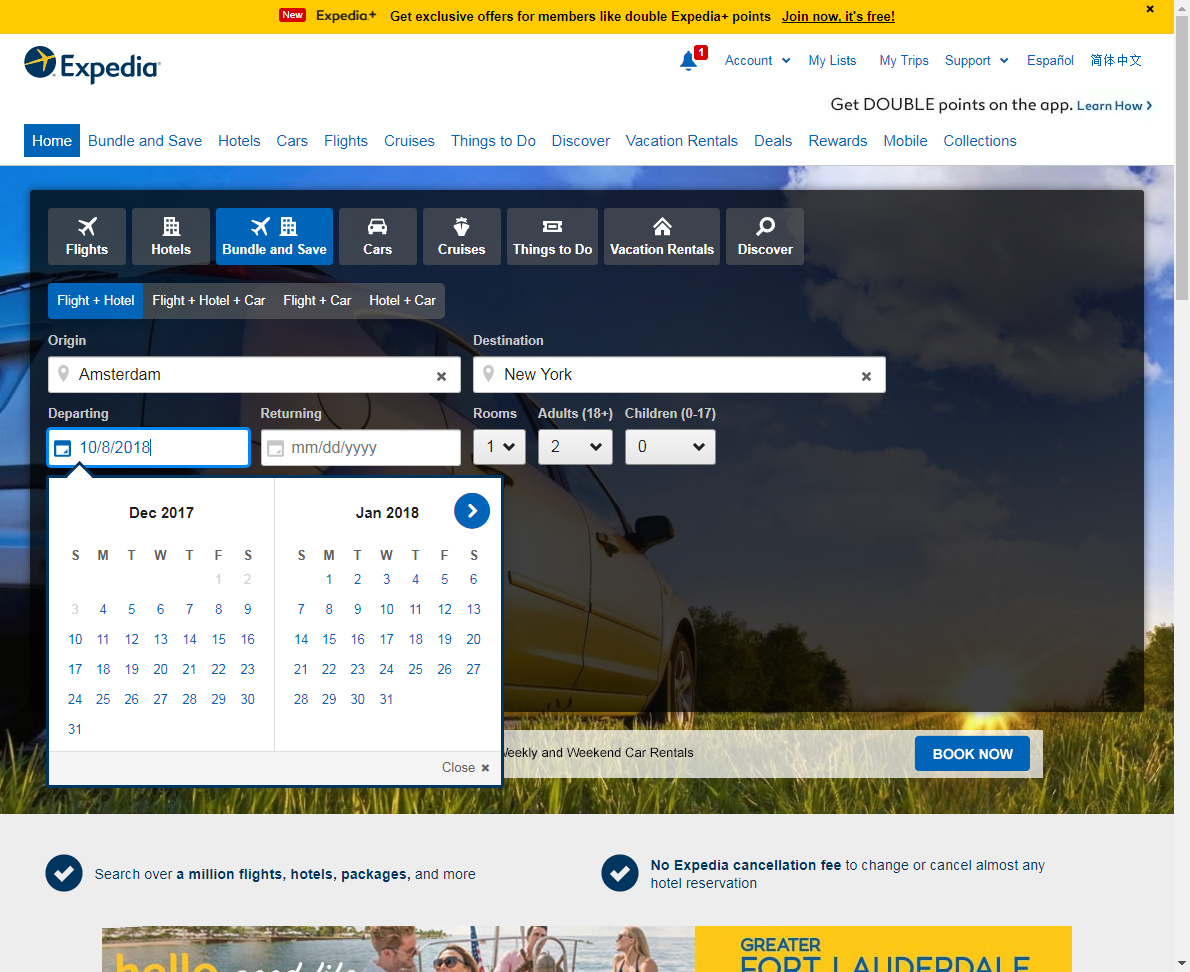 New Expedia+ Get exclusive offers for members like double Expedia+ points Join now, it's free!
Expedia
1 Account My Lists My Trips Support Español 简体中文
Get DOUBLE points on the app. Learn How
Home Bundle and Save Hotels Cars Flights Cruises Things to Do Discover Vacation Rentals Deals Rewards Mobile Collections
Flights Hotels Bundle and Save Cars Cruises Things to Do Vacation Rentals Discover
Flight + Hotel Flight + Hotel + Car Flight + Car Hotel + Car
Origin Destination
Amsterdam New York
Departing Returning Rooms Adults (18+) Children (0-17)
10/8/2018 mm/dd/yyyy 1 2 0
Dec 2017 Jan 2018
S M T W T F S S M T W T F S
1 2 1 2 3 4 5 6
3 4 5 6 7 8 9 7 8 9 10 11 12 13
10 11 12 13 14 15 16 14 15 16 17 18 19 20
17 18 19 20 21 22 23 21 22 23 24 25 26 27
24 25 26 27 28 29 30 28 29 30 31
31
Weekly and Weekend Car Rentals BOOK NOW
Close
Search over a million flights, hotels, packages, and more
No Expedia cancellation fee to change or cancel almost any
hotel reservation
hello good life
GREATER
FORT LAUDERDALE